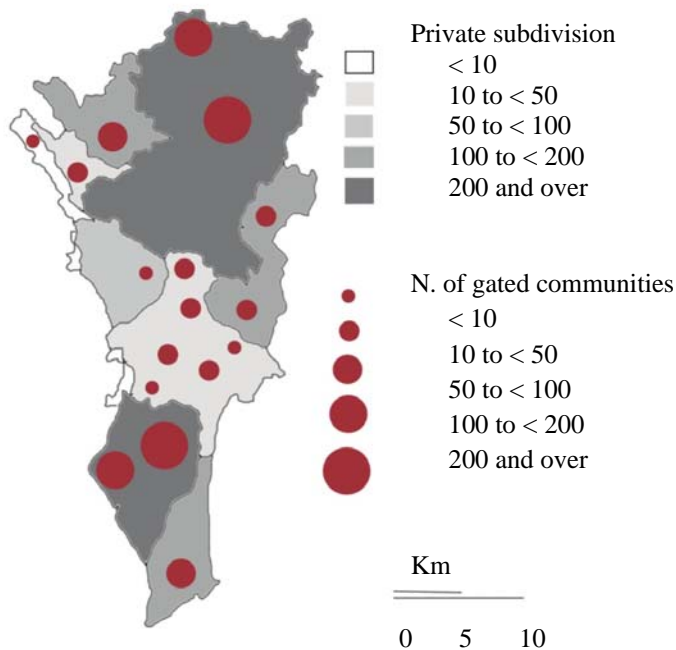 Private subdivision
< 10
10 to < 50
50 to < 100
100 to < 200
200 and over
N. of gated communities
< 10
10 to < 50
50 to < 100
100 to < 200
200 and over
Km
0 5 10